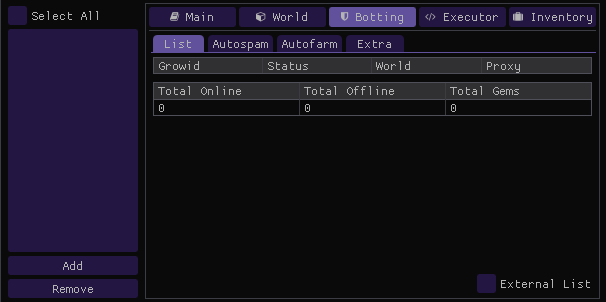 Select All
Main World Botting </> Executor Inventory
List Autospam Autofarm Extra
Growid Status World Proxy
Total Online Total Offline Total Gems
0 0 0
Add
Remove
External List